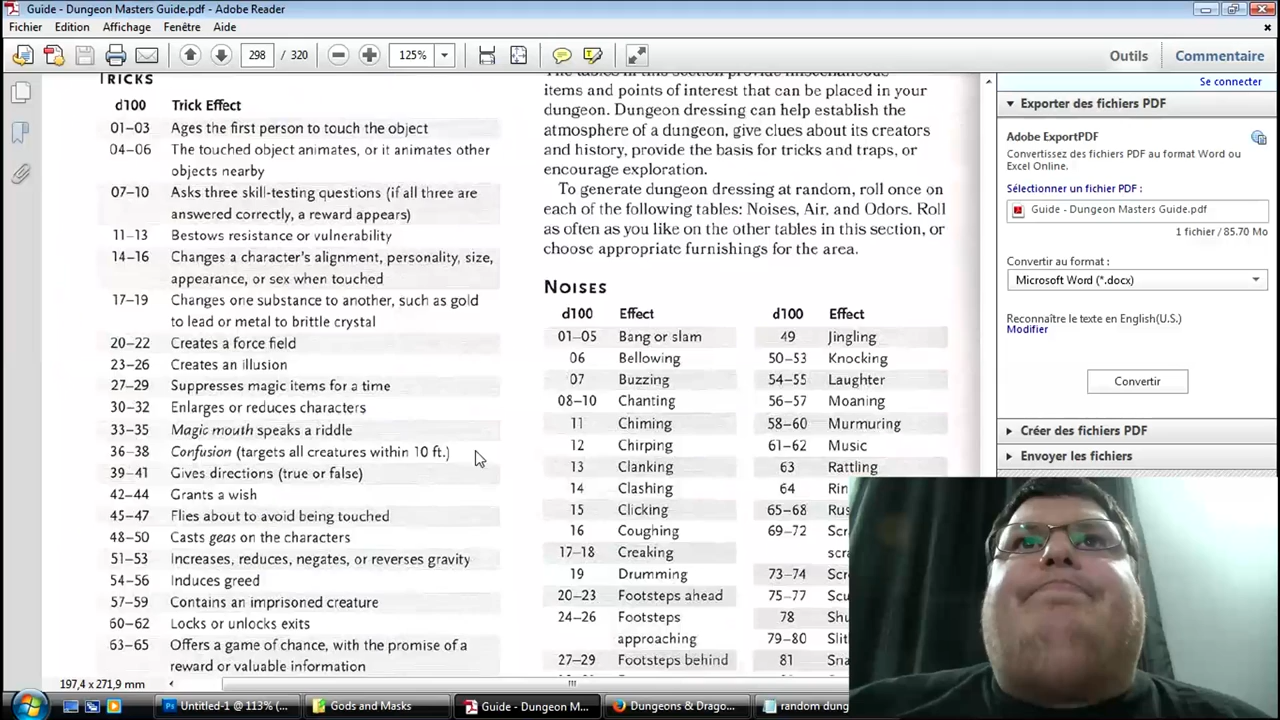 Guide - Dungeon Masters Guide.pdf - Adobe Reader
Fichier Edition Affichage Fenêtre Aide
298 / 320 125% Outils Commentaire
TRICKS
d100 Trick Effect
01–03 Ages the first person to touch the object
04–06 The touched object animates, or it animates other
objects nearby
07–10 Asks three skill-testing questions (if all three are
answered correctly, a reward appears)
11–13 Bestows resistance or vulnerability
14–16 Changes a character's alignment, personality, size,
appearance, or sex when touched
17–19 Changes one substance to another, such as gold
to lead or metal to brittle crystal
20–22 Creates a force field
23–26 Creates an illusion
27–29 Suppresses magic items for a time
30–32 Enlarges or reduces characters
33–35 Magic mouth speaks a riddle
36–38 Confusion (targets all creatures within 10 ft.)
39–41 Gives directions (true or false)
42–44 Grants a wish
45–47 Flies about to avoid being touched
48–50 Casts geas on the characters
51–53 Increases, reduces, negates, or reverses gravity
54–56 Induces greed
57–59 Contains an imprisoned creature
60–62 Locks or unlocks exits
63–65 Offers a game of chance, with the promise of a
reward or valuable information
The tables in this section provide miscellaneous
items and points of interest that can be placed in your
dungeon. Dungeon dressing can help establish the
atmosphere of a dungeon, give clues about its creators
and history, provide the basis for tricks and traps, or
encourage exploration.
To generate dungeon dressing at random, roll once on
each of the following tables: Noises, Air, and Odors. Roll
as often as you like on the other tables in this section, or
choose appropriate furnishings for the area.
NOISES
d100 Effect d100 Effect
01–05 Bang or slam 49 Jingling
06 Bellowing 50–53 Knocking
07 Buzzing 54–55 Laughter
08–10 Chanting 56–57 Moaning
11 Chiming 58–60 Murmuring
12 Chirping 61–62 Music
13 Clanking 63 Rattling
14 Clashing 64 Rin
15 Clicking 65–68 Rus
16 Coughing 69–72 Scr
17–18 Creaking scra
19 Drumming 73–74 Scr
20–23 Footsteps ahead 75–77 Scu
24–26 Footsteps 78 Shu
approaching 79–80 Slit
27–29 Footsteps behind 81 Sna
Se connecter
Exporter des fichiers PDF
Adobe ExportPDF
Convertissez des fichiers PDF au format Word ou
Excel Online.
Sélectionner un fichier PDF :
Guide - Dungeon Masters Guide.pdf
1 fichier / 85.70 Mo
Convertir au format :
Microsoft Word (*.docx)
Reconnaître le texte en English(U.S.)
Modifier
Convertir
Créer des fichiers PDF
Envoyer les fichiers
197,4 x 271,9 mm
Untitled-1 @ 113% (... Gods and Masks Guide - Dungeon M... Dungeons & Drago... random dung